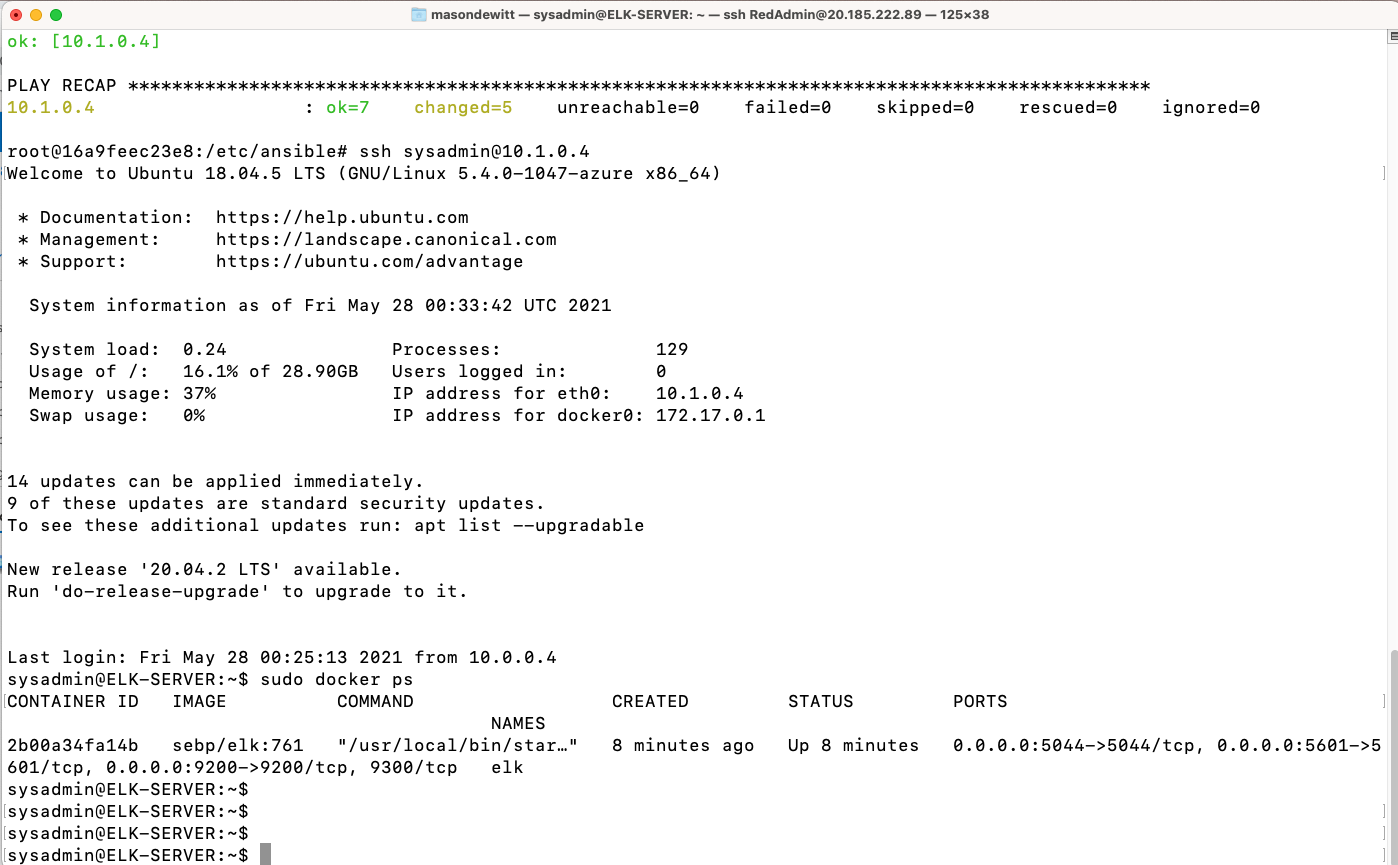 masondewitt — sysadmin@ELK-SERVER: ~ — ssh RedAdmin@20.185.222.89 — 125×38
ok: [10.1.0.4]
PLAY RECAP *********************************************************************************************
10.1.0.4                   : ok=7    changed=5    unreachable=0    failed=0    skipped=0    rescued=0    ignored=0
root@16a9feec23e8:/etc/ansible# ssh sysadmin@10.1.0.4
Welcome to Ubuntu 18.04.5 LTS (GNU/Linux 5.4.0-1047-azure x86_64)
* Documentation:  https://help.ubuntu.com
* Management:     https://landscape.canonical.com
* Support:        https://ubuntu.com/advantage
System information as of Fri May 28 00:33:42 UTC 2021
System load:  0.24               Processes:              129
Usage of /:   16.1% of 28.90GB   Users logged in:        0
Memory usage: 37%                IP address for eth0:    10.1.0.4
Swap usage:   0%                 IP address for docker0: 172.17.0.1
14 updates can be applied immediately.
9 of these updates are standard security updates.
To see these additional updates run: apt list --upgradable
New release '20.04.2 LTS' available.
Run 'do-release-upgrade' to upgrade to it.
Last login: Fri May 28 00:25:13 2021 from 10.0.0.4
sysadmin@ELK-SERVER:~$ sudo docker ps
CONTAINER ID   IMAGE          COMMAND                  CREATED         STATUS         PORTS
NAMES
2b00a34fa14b   sebp/elk:761   "/usr/local/bin/star…"   8 minutes ago   Up 8 minutes   0.0.0.0:5044->5044/tcp, 0.0.0.0:5601->5
601/tcp, 0.0.0.0:9200->9200/tcp, 9300/tcp   elk
sysadmin@ELK-SERVER:~$
sysadmin@ELK-SERVER:~$
sysadmin@ELK-SERVER:~$
sysadmin@ELK-SERVER:~$